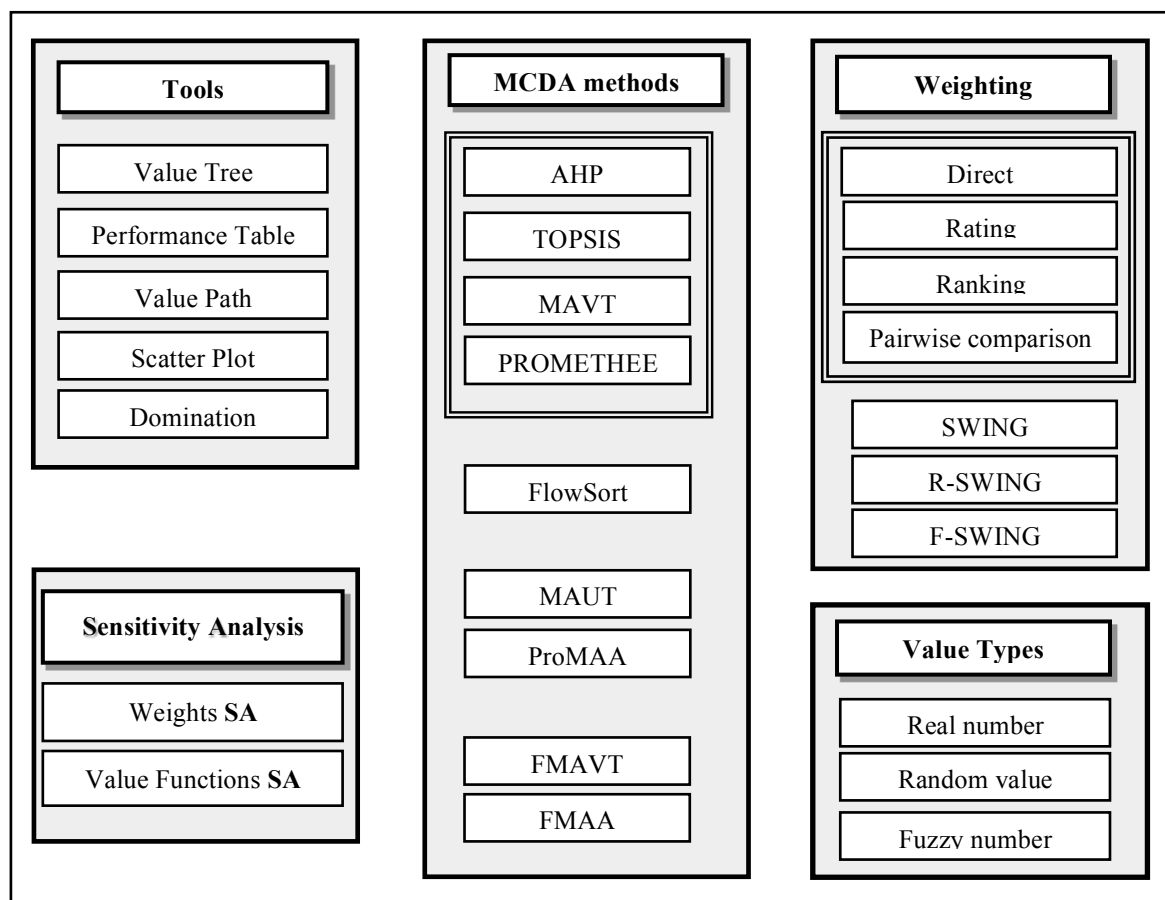 Tools
Value Tree
Performance Table
Value Path
Scatter Plot
Domination
Sensitivity Analysis
Weights SA
Value Functions SA
MCDA methods
AHP
TOPSIS
MAVT
PROMETHEE
FlowSort
MAUT
ProMAA
FMAVT
FMAA
Weighting
Direct
Rating
Ranking
Pairwise comparison
SWING
R-SWING
F-SWING
Value Types
Real number
Random value
Fuzzy number